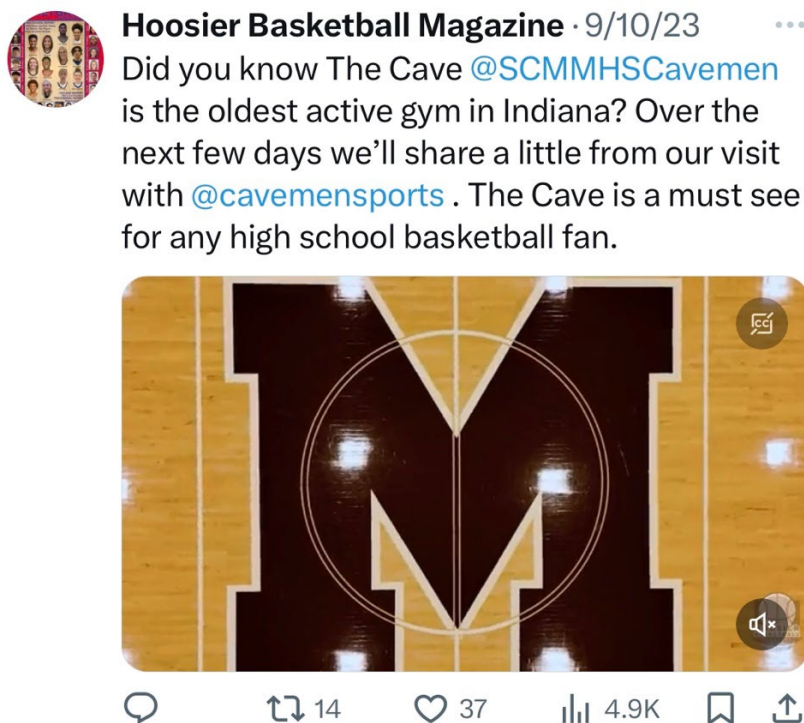 Hoosier Basketball Magazine · 9/10/23
Did you know The Cave @SCMMHSCavemen
is the oldest active gym in Indiana? Over the
next few days we’ll share a little from our visit
with @cavemensports . The Cave is a must see
for any high school basketball fan.
CC
M
14 37 4.9K